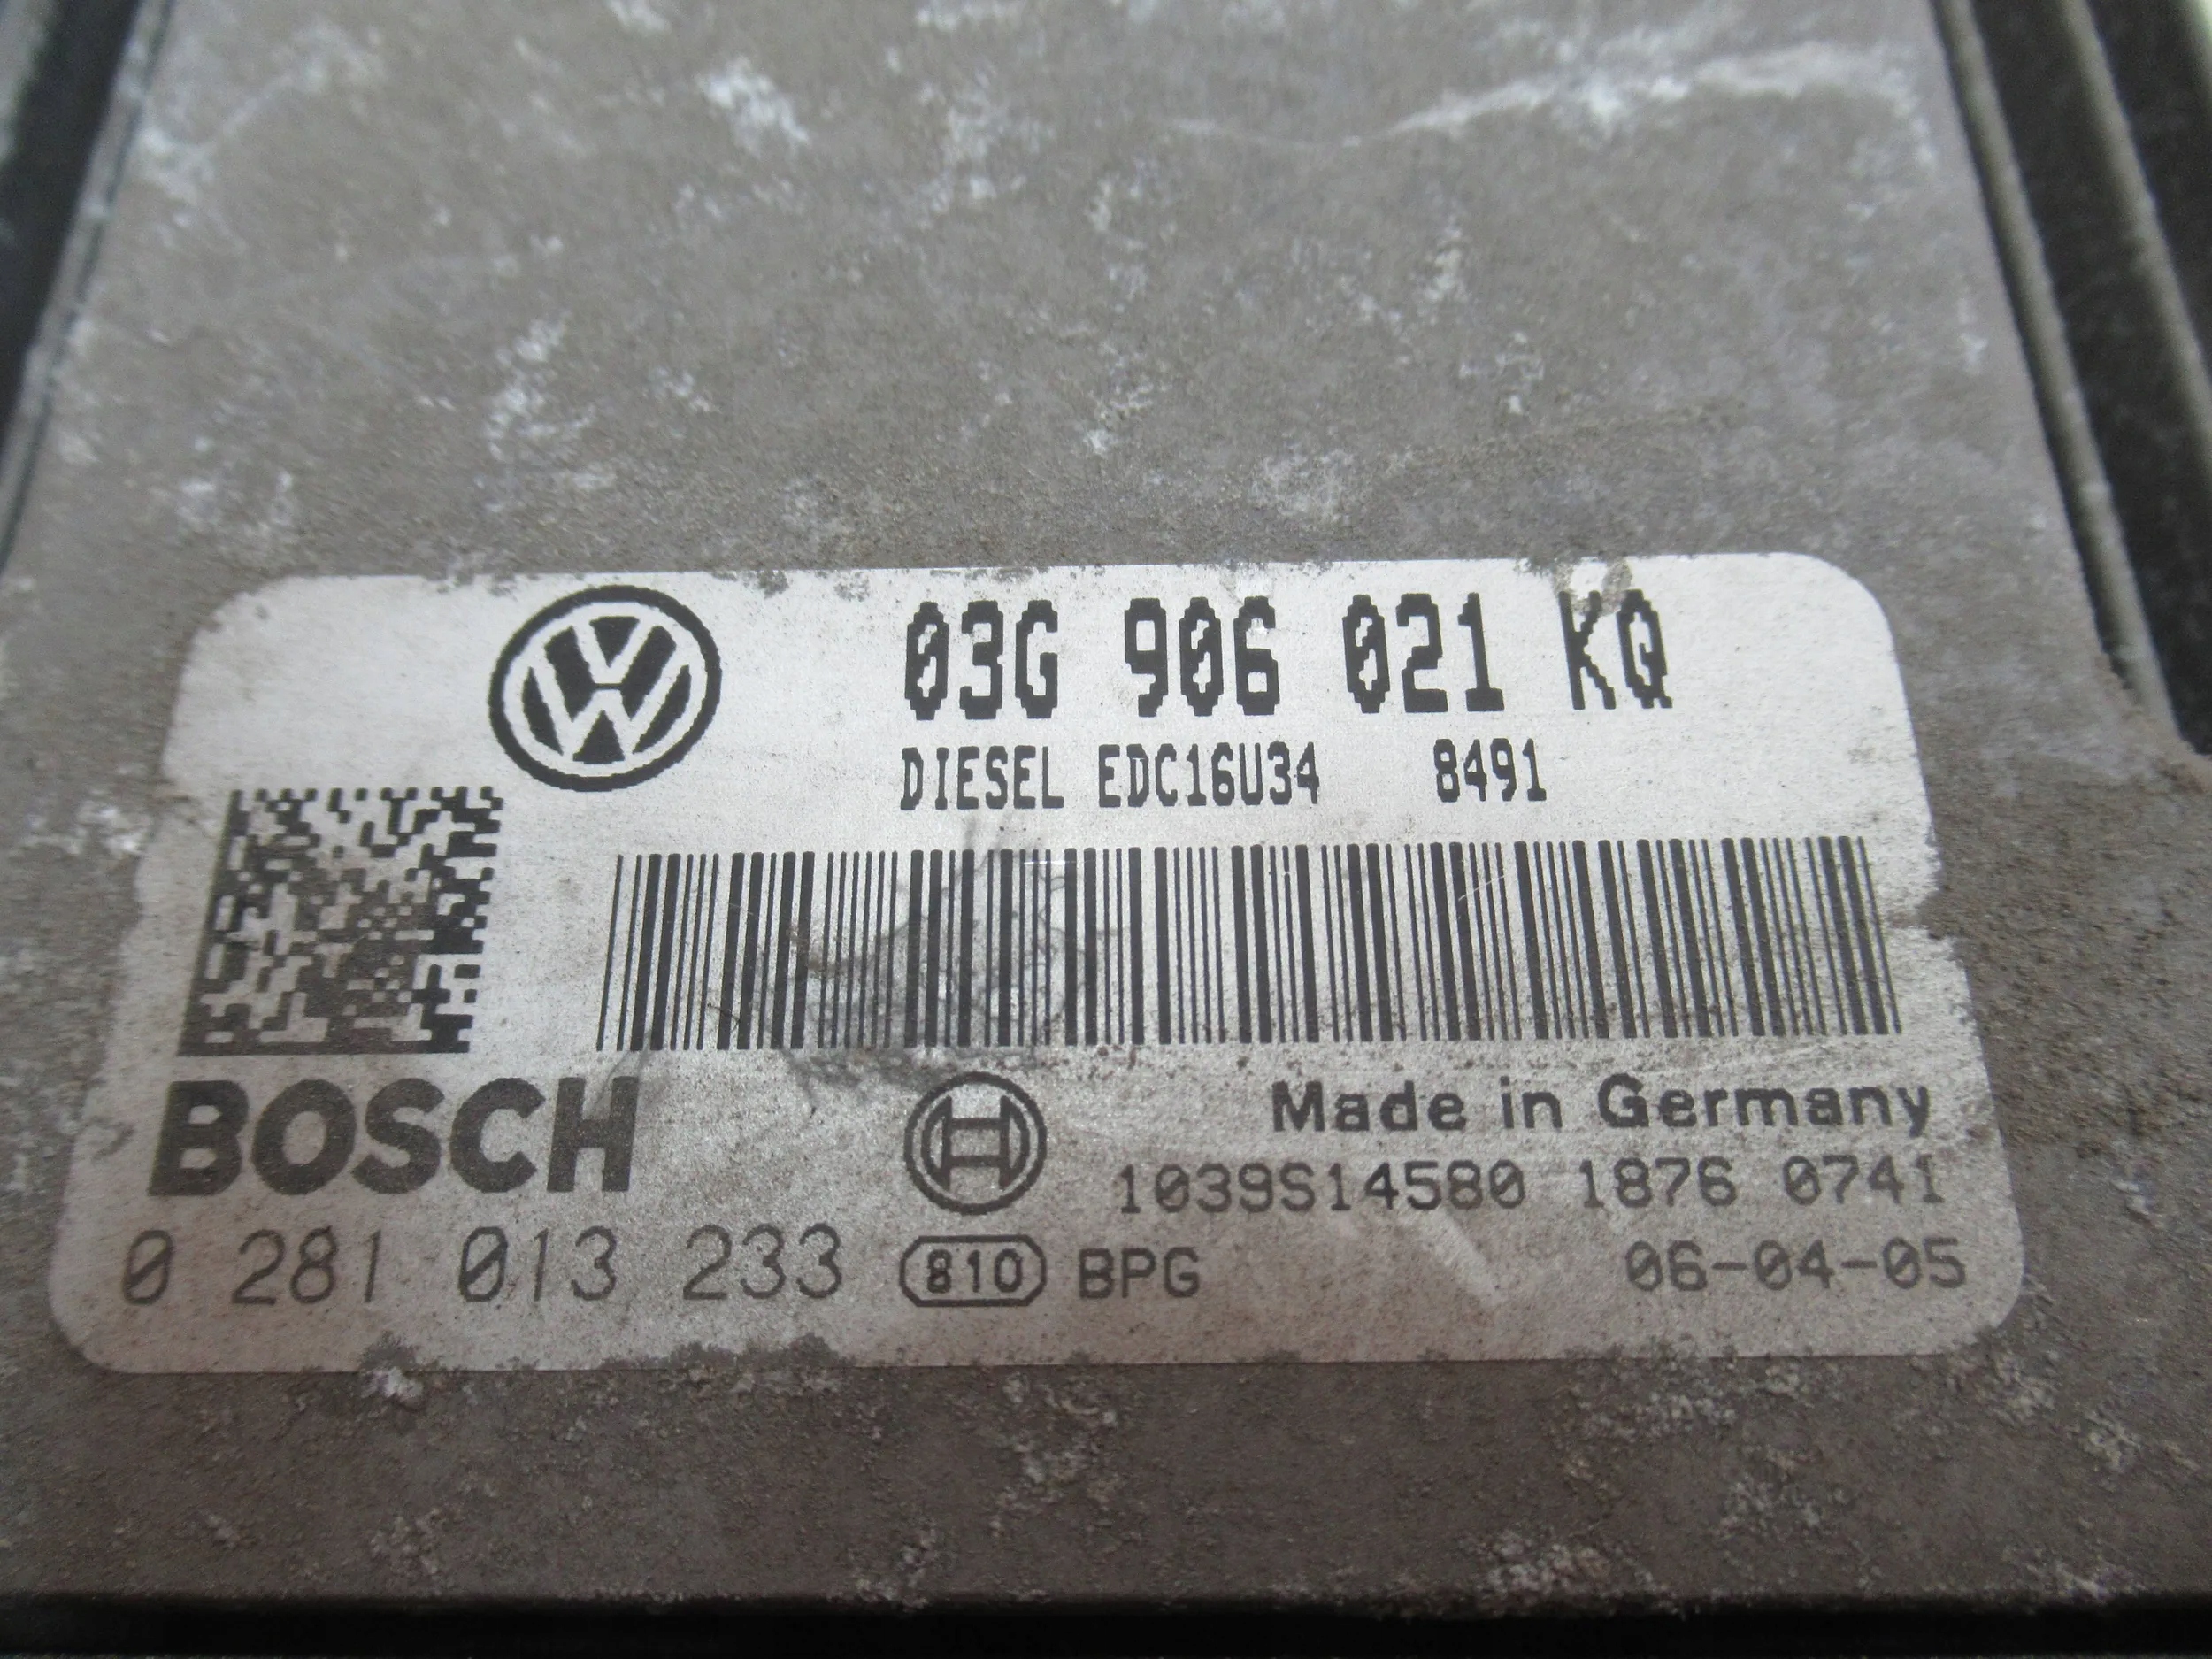 03G 906 021 KQ
DIESEL EDC16U34 8491
BOSCH
Made in Germany
1039S14580 1876 0741
0 281 013 233 810 BPG 06-04-05